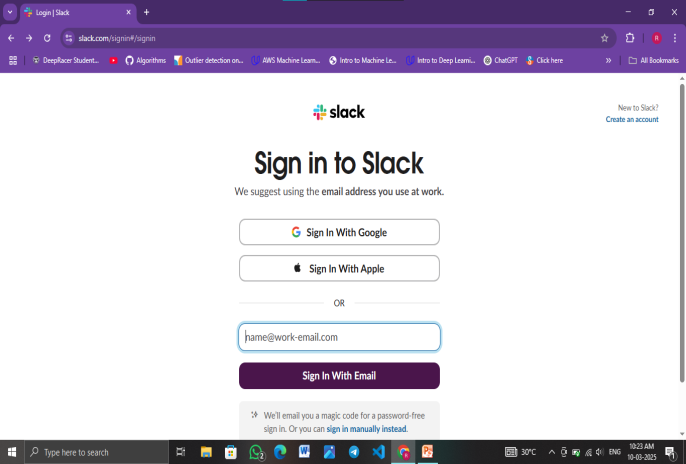 Login | Slack
slack.com/signin#/signin
R
DeepRacer Student...
Algorithms
Outlier detection on...
AWS Machine Learn...
Intro to Machine Le...
Intro to Deep Learni...
ChatGPT
Click here
All Bookmarks
slack
New to Slack?
Create an account
Sign in to Slack
We suggest using the email address you use at work.
Sign In With Google
Sign In With Apple
OR
name@work-email.com
Sign In With Email
We'll email you a magic code for a password-free
sign in. Or you can sign in manually instead.
Type here to search
2
30°C
ENG
10:23 AM
10-03-2025
1